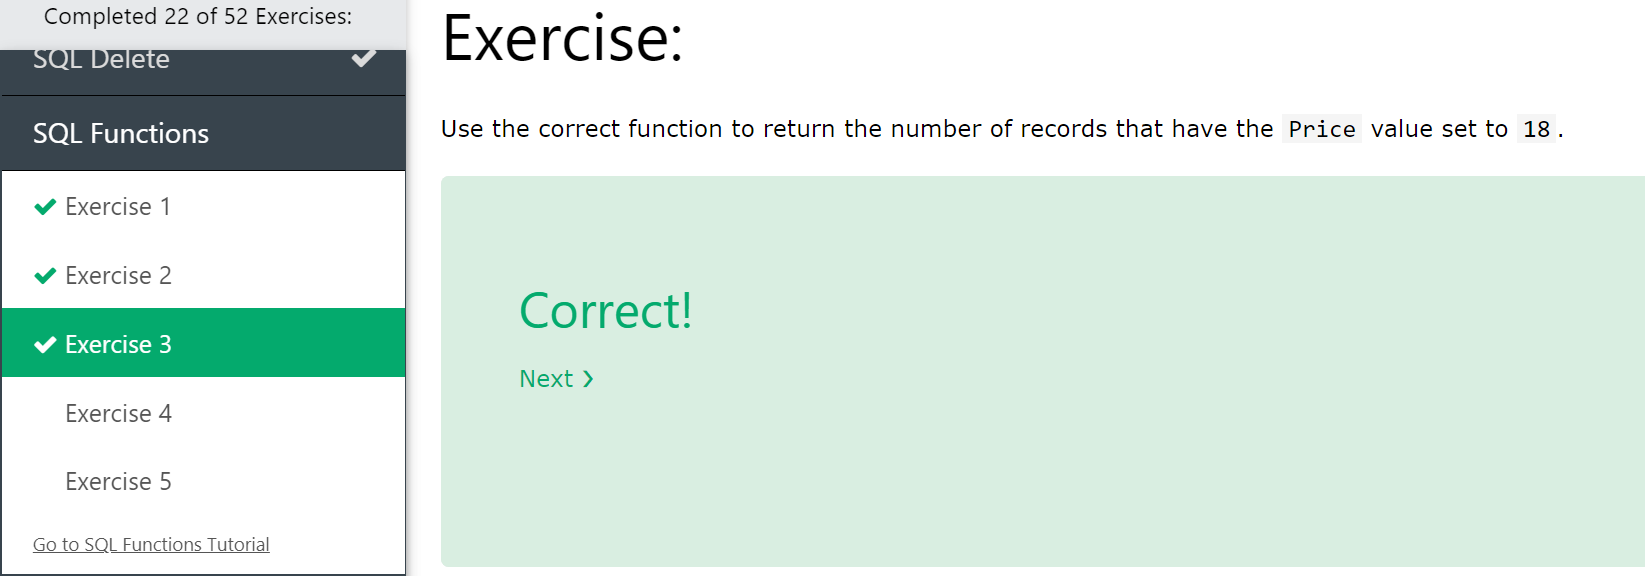 Completed 22 of 52 Exercises:
SQL Delete
SQL Functions
Exercise 1
Exercise 2
Exercise 3
Exercise 4
Exercise 5
Go to SQL Functions Tutorial
Exercise:
Use the correct function to return the number of records that have the Price value set to 18.
Correct!
Next ❯